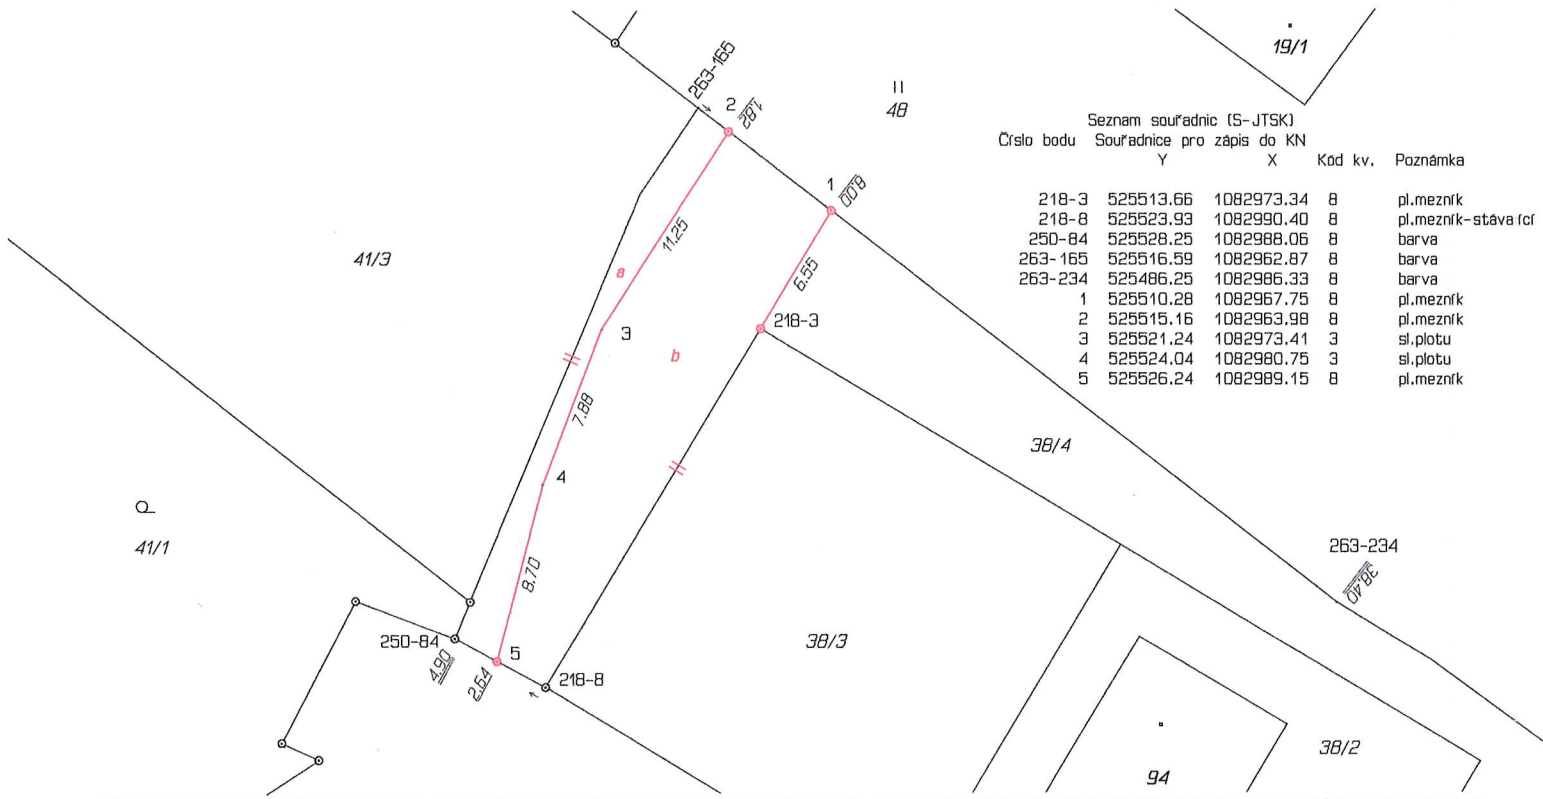 19/1
263-165
2
1.82
48
Seznam souřadnic (S-JTSK)
Číslo bodu Souřadnice pro zápis do KN
Y X Kód kv. Poznámka
1
8.00
218-3 525513.66 1082973.34 8 pl.mezník
218-8 525523.93 1082990.40 8 pl.mezník-stávající
250-84 525528.25 1082988.06 8 barva
263-165 525516.59 1082962.87 8 barva
263-234 525486.25 1082986.33 8 barva
1 525510.28 1082967.75 8 pl.mezník
2 525515.16 1082963.98 8 pl.mezník
3 525521.24 1082973.41 3 sl.plotu
4 525524.04 1082980.75 3 sl.plotu
5 525526.24 1082989.15 8 pl.mezník
11.25
41/3
a
6.55
218-3
3
b
7.88
38/4
4
41/1
263-234
38.40
8.70
250-84
4.90
5
2.64
218-8
38/3
38/2
94